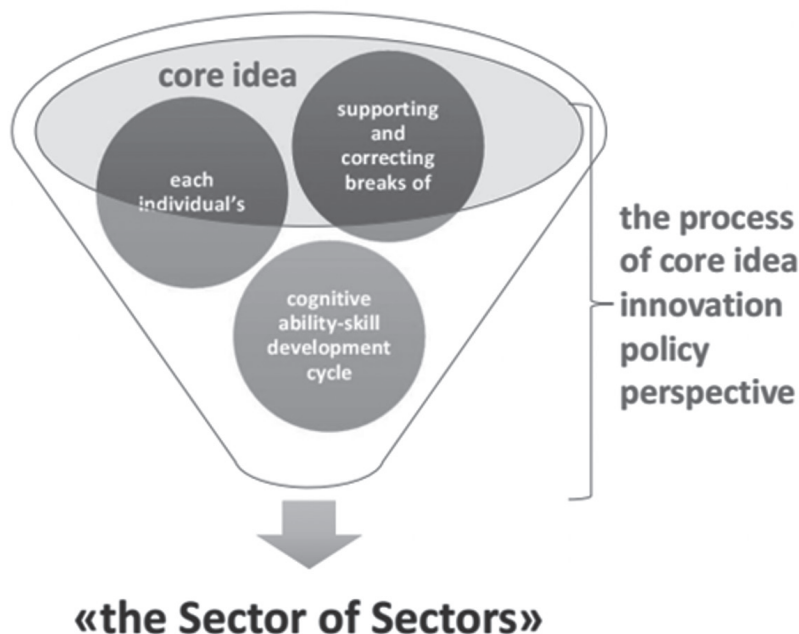 core idea
supporting
and
correcting
breaks of
each
individual's
cognitive
ability-skill
development
cycle
the process
of core idea
innovation
policy
perspective
«the Sector of Sectors»